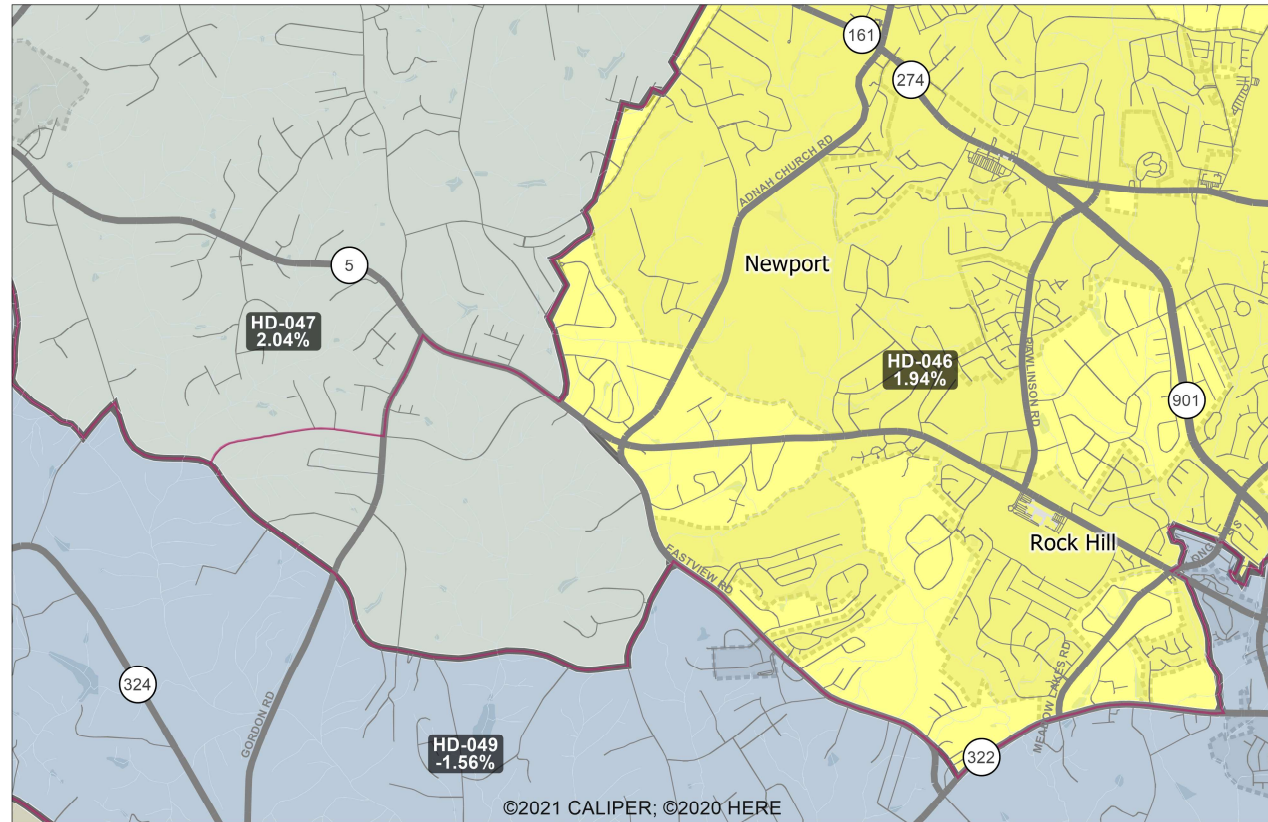 161
274
ADNAH CHURCH RD
Newport
5
HD-047
2.04%
HD-046
1.94%
RAWLINSON RD
901
Rock Hill
S
EASTVIEW RD
MEADOW LAKES RD
324
GORDON RD
HD-049
-1.56%
322
©2021 CALIPER; ©2020 HERE